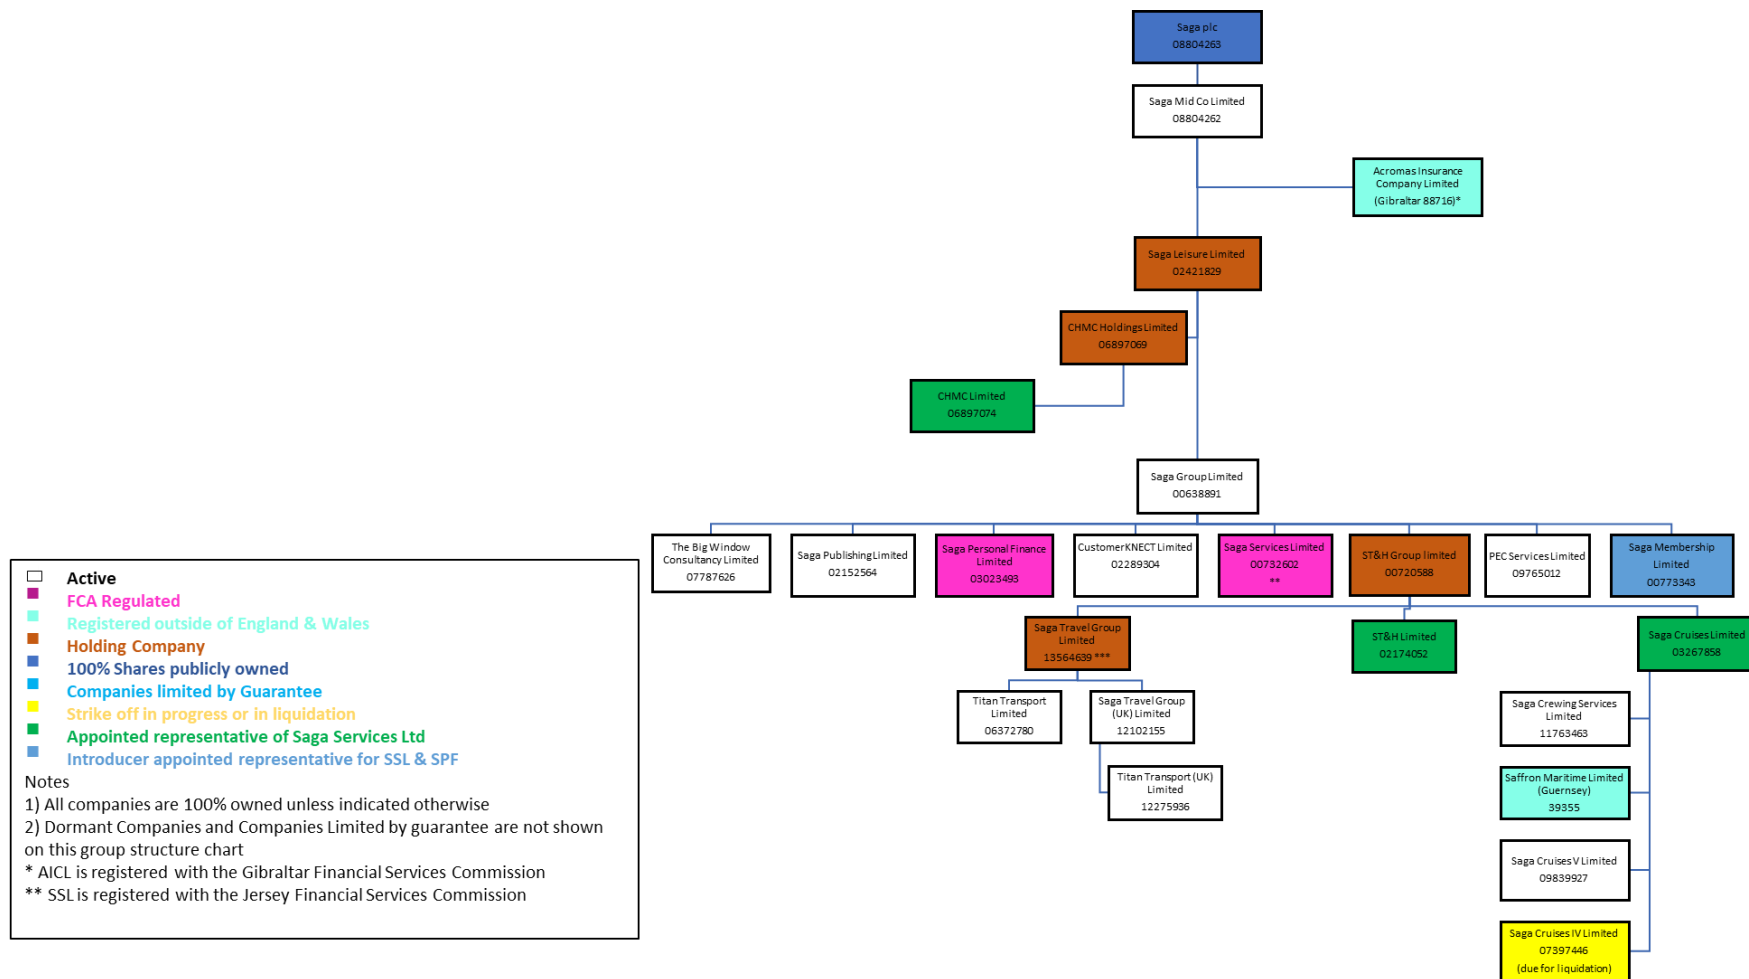 Saga plc
08804263
Saga Mid Co Limited
08804262
Acromas Insurance
Company Limited
(Gibraltar 88716)*
Saga Leisure Limited
02421829
CHMC Holdings Limited
06897069
CHMC Limited
06897074
Saga Group Limited
00638891
The Big Window
Consultancy Limited
07787626
Saga Publishing Limited
02152564
Saga Personal Finance
Limited
03023493
CustomerKNECT Limited
02289304
Saga Services Limited
00732602
**
ST&H Group limited
00720588
PEC Services Limited
09765012
Saga Membership
Limited
00773343
Saga Travel Group
Limited
13564639 ***
ST&H Limited
02174052
Saga Cruises Limited
03267858
Titan Transport
Limited
06372780
Saga Travel Group
(UK) Limited
12102155
Titan Transport (UK)
Limited
12275936
Saga Crewing Services
Limited
11763463
Saffron Maritime Limited
(Guernsey)
39355
Saga Cruises V Limited
09839927
Saga Cruises IV Limited
07397446
(due for liquidation)
Active
FCA Regulated
Registered outside of England & Wales
Holding Company
100% Shares publicly owned
Companies limited by Guarantee
Strike off in progress or in liquidation
Appointed representative of Saga Services Ltd
Introducer appointed representative for SSL & SPF
Notes
1) All companies are 100% owned unless indicated otherwise
2) Dormant Companies and Companies Limited by guarantee are not shown
on this group structure chart
* AICL is registered with the Gibraltar Financial Services Commission
** SSL is registered with the Jersey Financial Services Commission